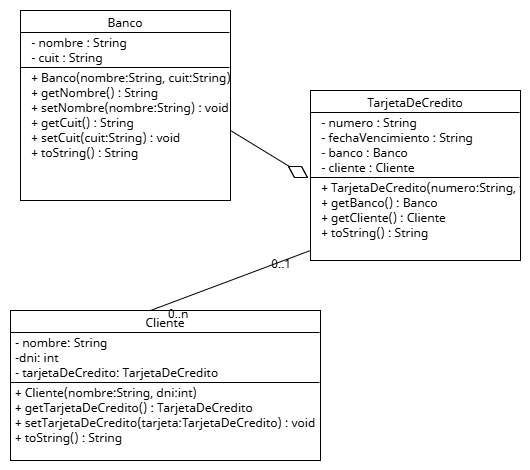 Banco
- nombre : String
- cuit : String
+ Banco(nombre:String, cuit:String)
+ getNombre() : String
+ setNombre(nombre:String) : void
+ getCuit() : String
+ setCuit(cuit:String) : void
+ toString() : String
TarjetaDeCredito
- numero : String
- fechaVencimiento : String
- banco : Banco
- cliente : Cliente
+ TarjetaDeCredito(numero:String,
+ getBanco() : Banco
+ getCliente() : Cliente
+ toString() : String
0..1
0..n
Cliente
- nombre: String
-dni: int
- tarjetaDeCredito: TarjetaDeCredito
+ Cliente(nombre:String, dni:int)
+ getTarjetaDeCredito() : TarjetaDeCredito
+ setTarjetaDeCredito(tarjeta:TarjetaDeCredito) : void
+ toString() : String